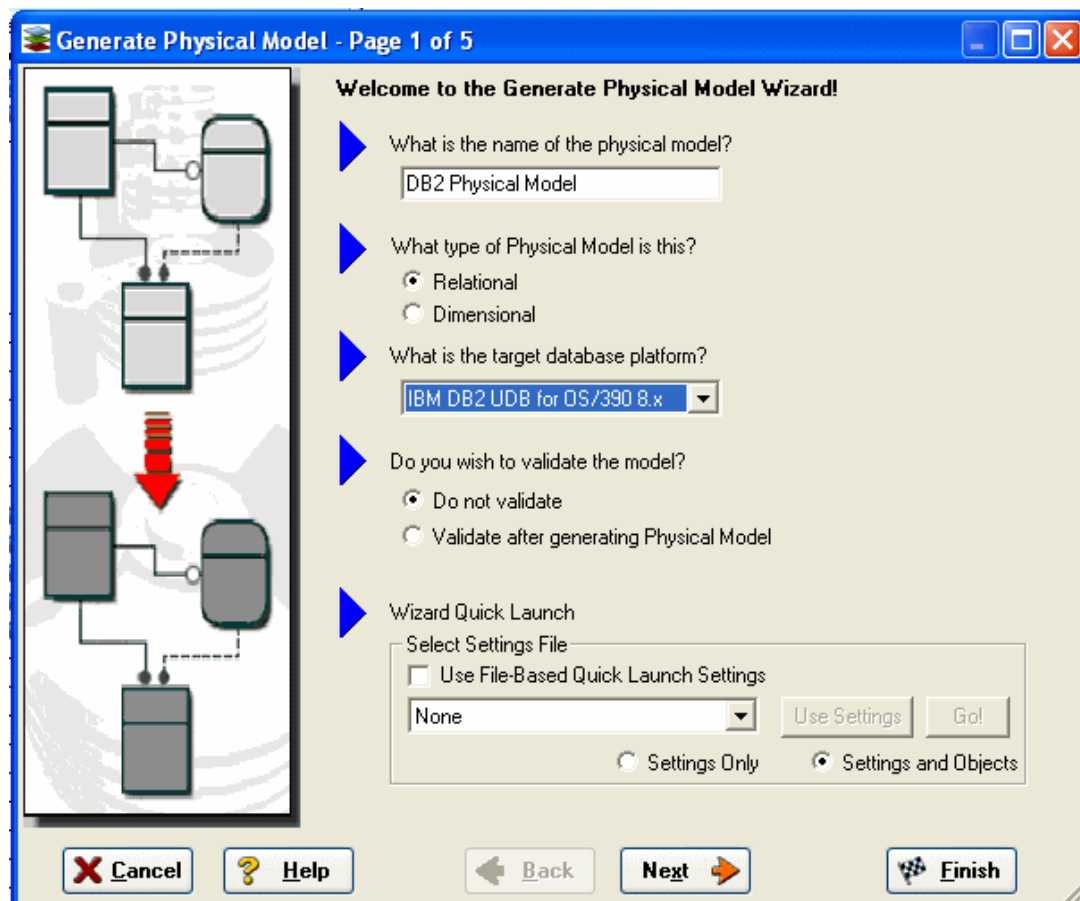 Generate Physical Model - Page 1 of 5
Welcome to the Generate Physical Model Wizard!
What is the name of the physical model?
DB2 Physical Model
What type of Physical Model is this?
Relational
Dimensional
What is the target database platform?
IBM DB2 UDB for OS/390 8.x
Do you wish to validate the model?
Do not validate
Validate after generating Physical Model
Wizard Quick Launch
Select Settings File
Use File-Based Quick Launch Settings
None Use Settings Go!
Settings Only Settings and Objects
Cancel Help Back Next Finish